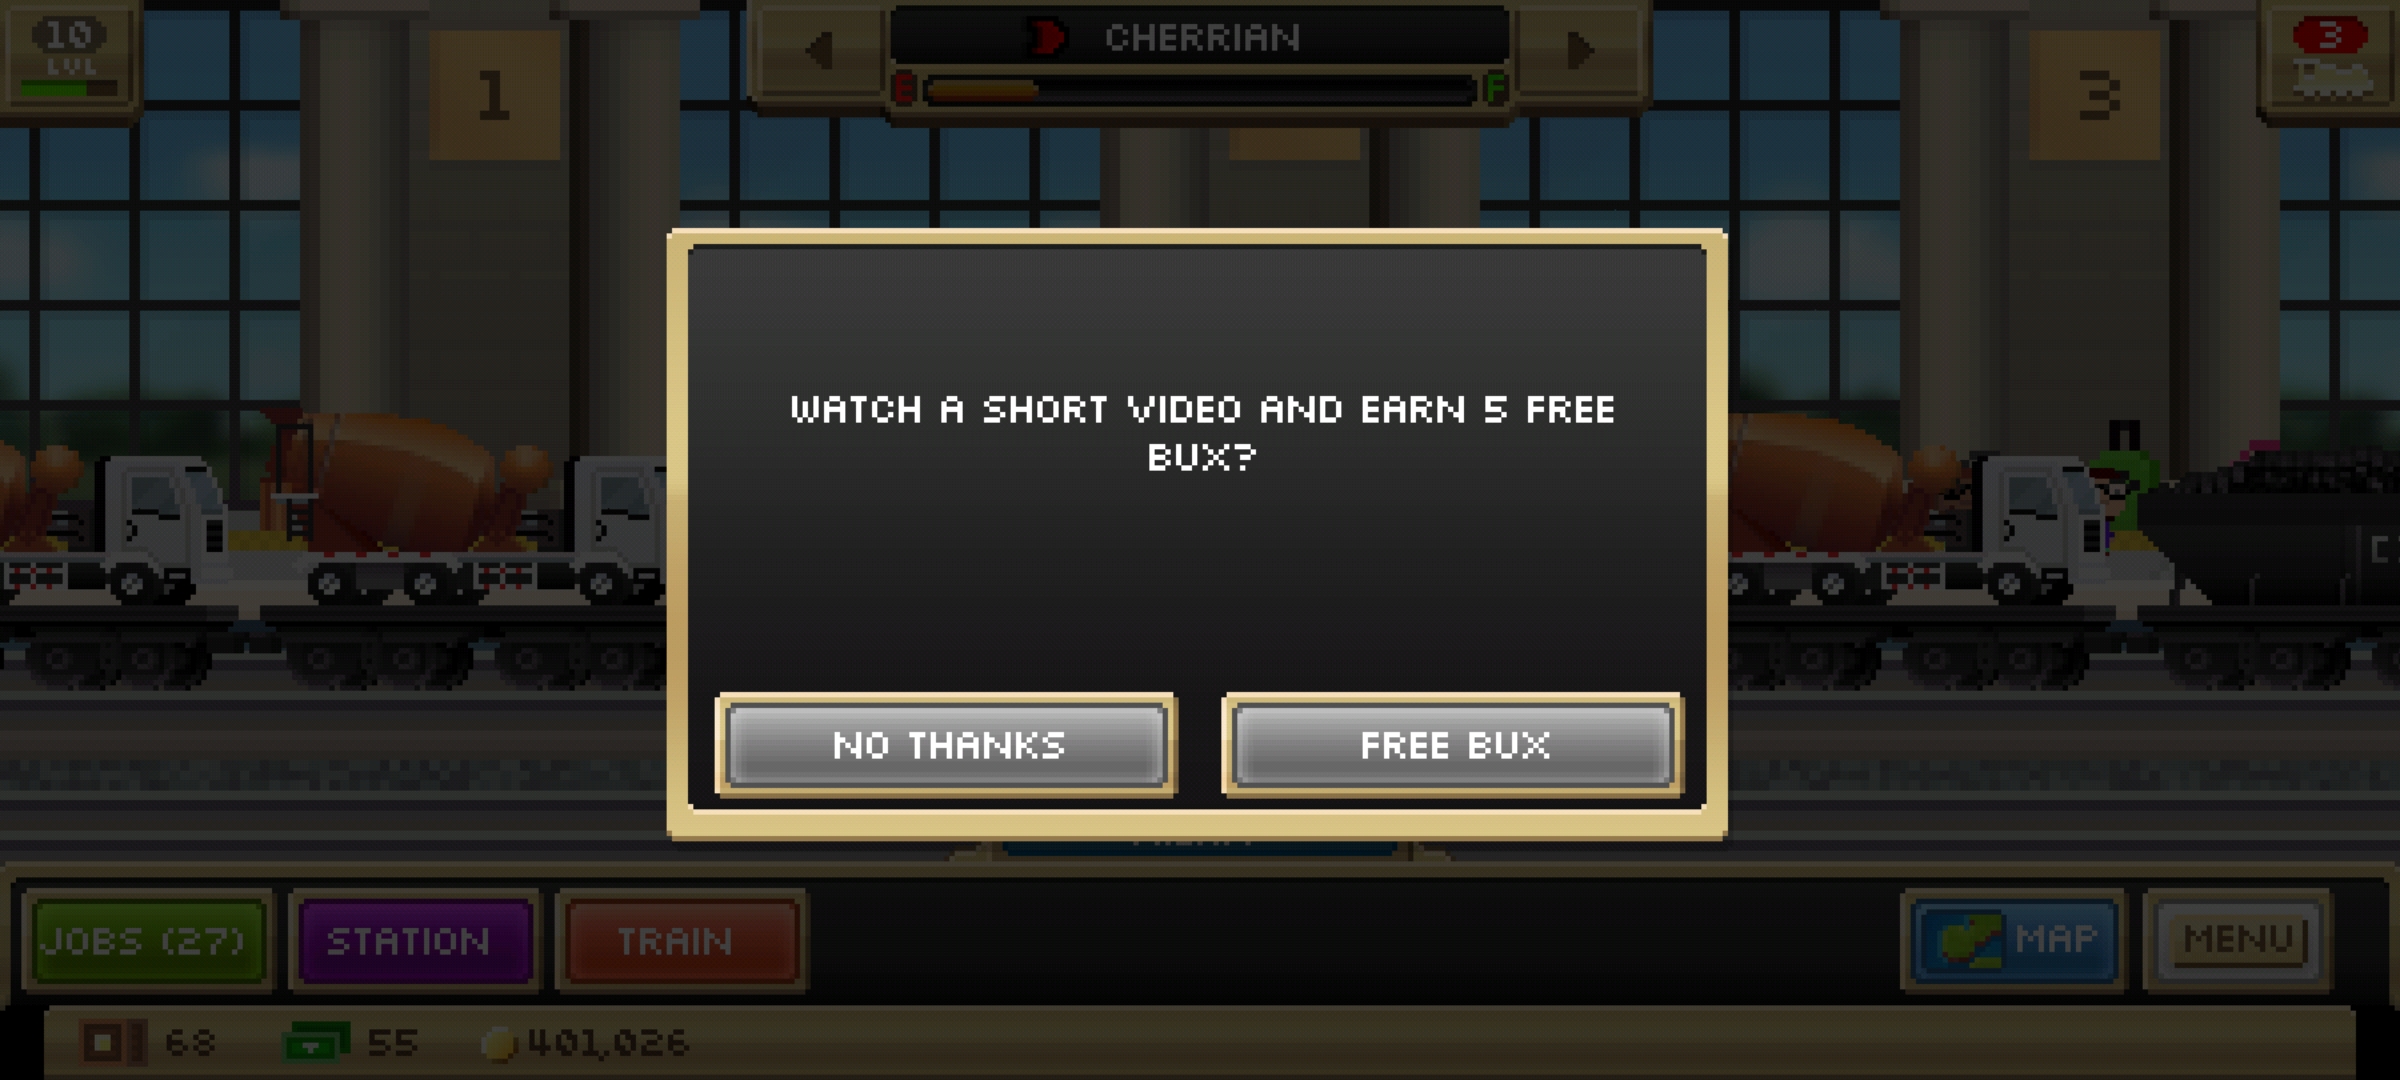 10
LVL
1
CHERRIAN
E
F
3
3
WATCH A SHORT VIDEO AND EARN 5 FREE
BUX?
NO THANKS
FREE BUX
JOBS (27)
STATION
TRAIN
MAP
MENU
68
55
401,026